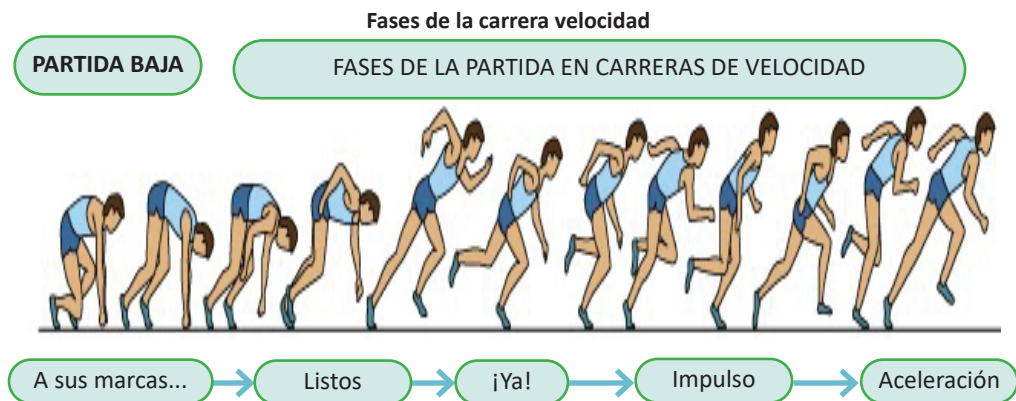 Fases de la carrera velocidad
PARTIDA BAJA
FASES DE LA PARTIDA EN CARRERAS DE VELOCIDAD
A sus marcas...
Listos
¡Ya!
Impulso
Aceleración